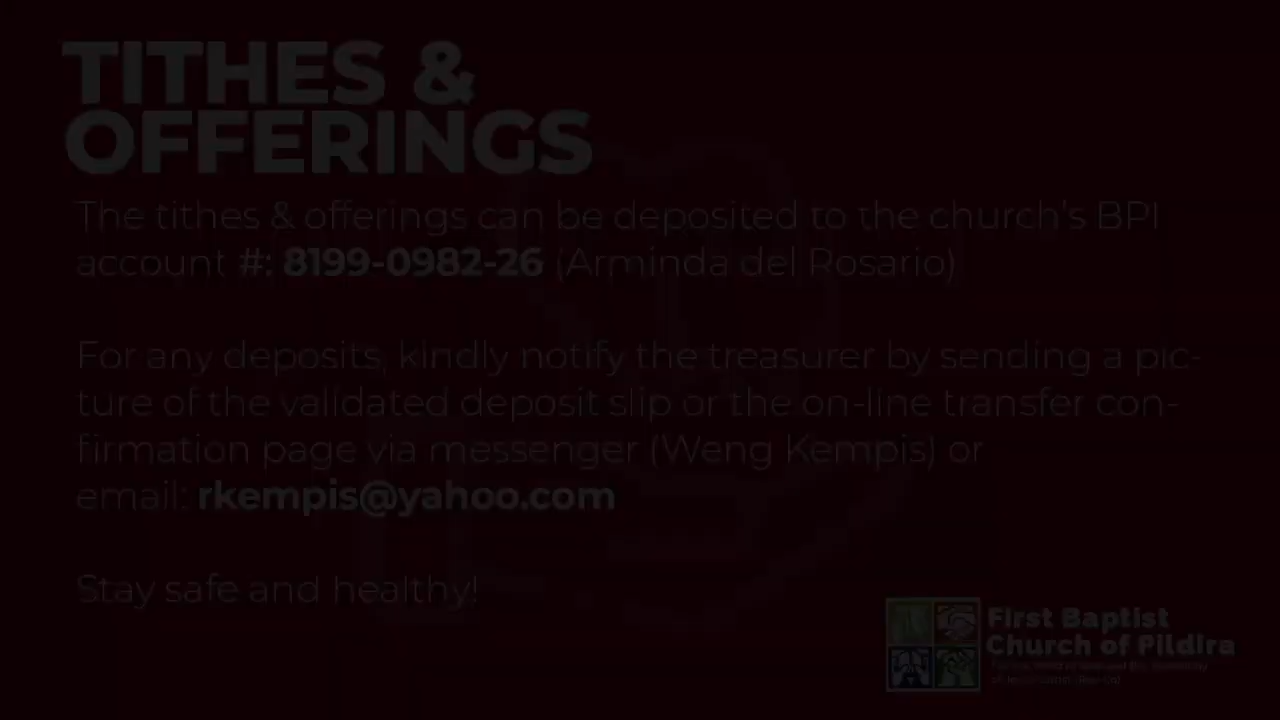 TITHES &
OFFERINGS
The tithes & offerings can be deposited to the church's BPI
account #: 8199-0982-26 (Arminda del Rosario)
For any deposits, kindly notify the treasurer by sending a pic-
ture of the validated deposit slip or the on-line transfer con-
firmation page via messenger (Weng Kempis) or
email: rkempis@yahoo.com
Stay safe and healthy!
First Baptist
Church of Pildira